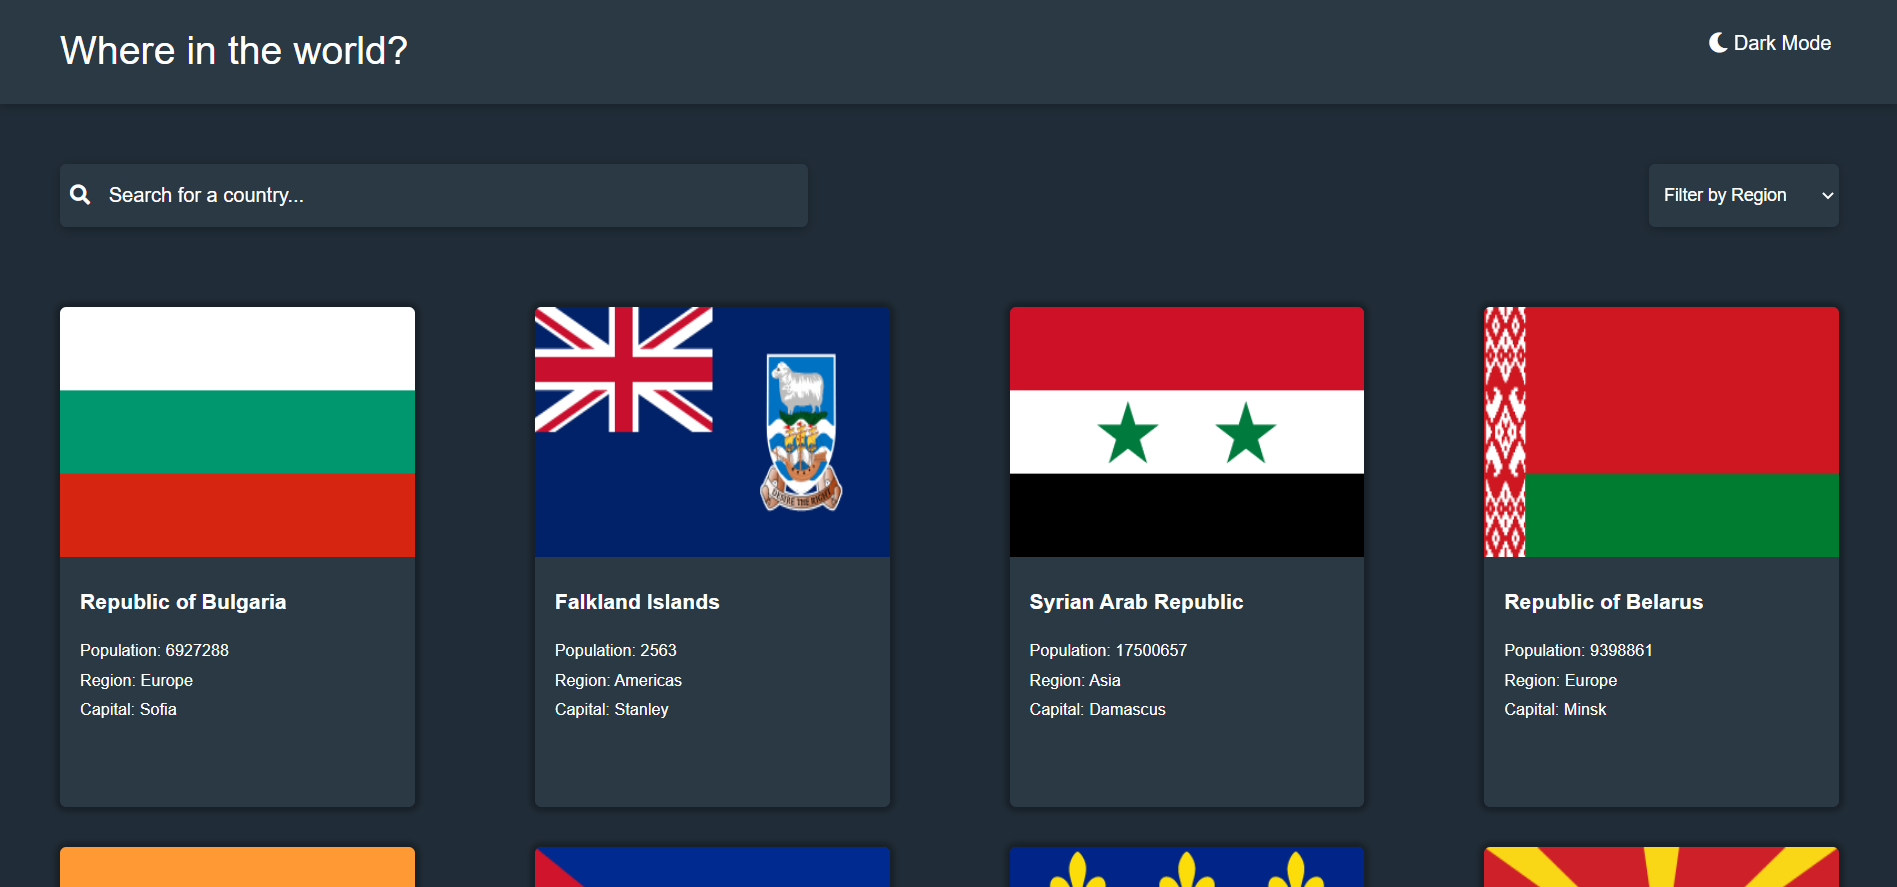 Where in the world?
Dark Mode
Search for a country...
Filter by Region
DESIRE THE RIGHT
Republic of Bulgaria
Population: 6927288
Region: Europe
Capital: Sofia
Falkland Islands
Population: 2563
Region: Americas
Capital: Stanley
Syrian Arab Republic
Population: 17500657
Region: Asia
Capital: Damascus
Republic of Belarus
Population: 9398861
Region: Europe
Capital: Minsk